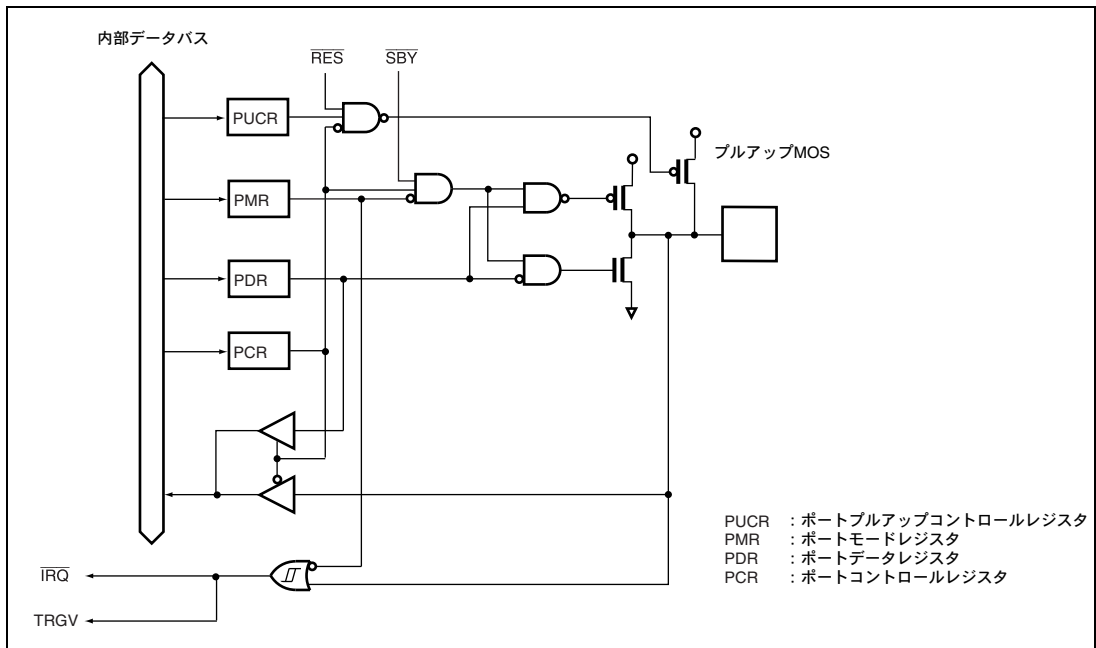 内部データバス
RES
SBY
PUCR
プルアップMOS
PMR
PDR
PCR
PUCR :ポートプルアップコントロールレジスタ
PMR :ポートモードレジスタ
PDR :ポートデータレジスタ
PCR :ポートコントロールレジスタ
IRQ
TRGV